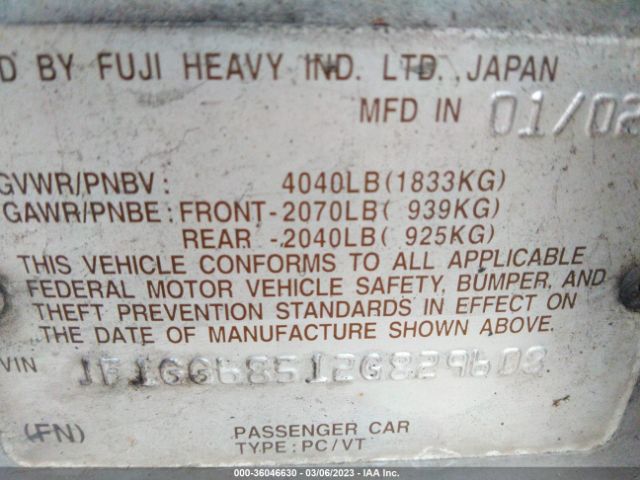 D BY FUJI HEAVY IND. LTD., JAPAN
MFD IN 01/02
GVWR/PNBV: 4040LB(1833KG)
GAWR/PNBE: FRONT-2070LB( 939KG)
REAR -2040LB( 925KG)
THIS VEHICLE CONFORMS TO ALL APPLICABLE
FEDERAL MOTOR VEHICLE SAFETY, BUMPER, AND
THEFT PREVENTION STANDARDS IN EFFECT ON
THE DATE OF MANUFACTURE SHOWN ABOVE.
VIN
(FN) PASSENGER CAR
TYPE: PC/VT
000-36046630 - 03/06/2023 - IAA Inc.